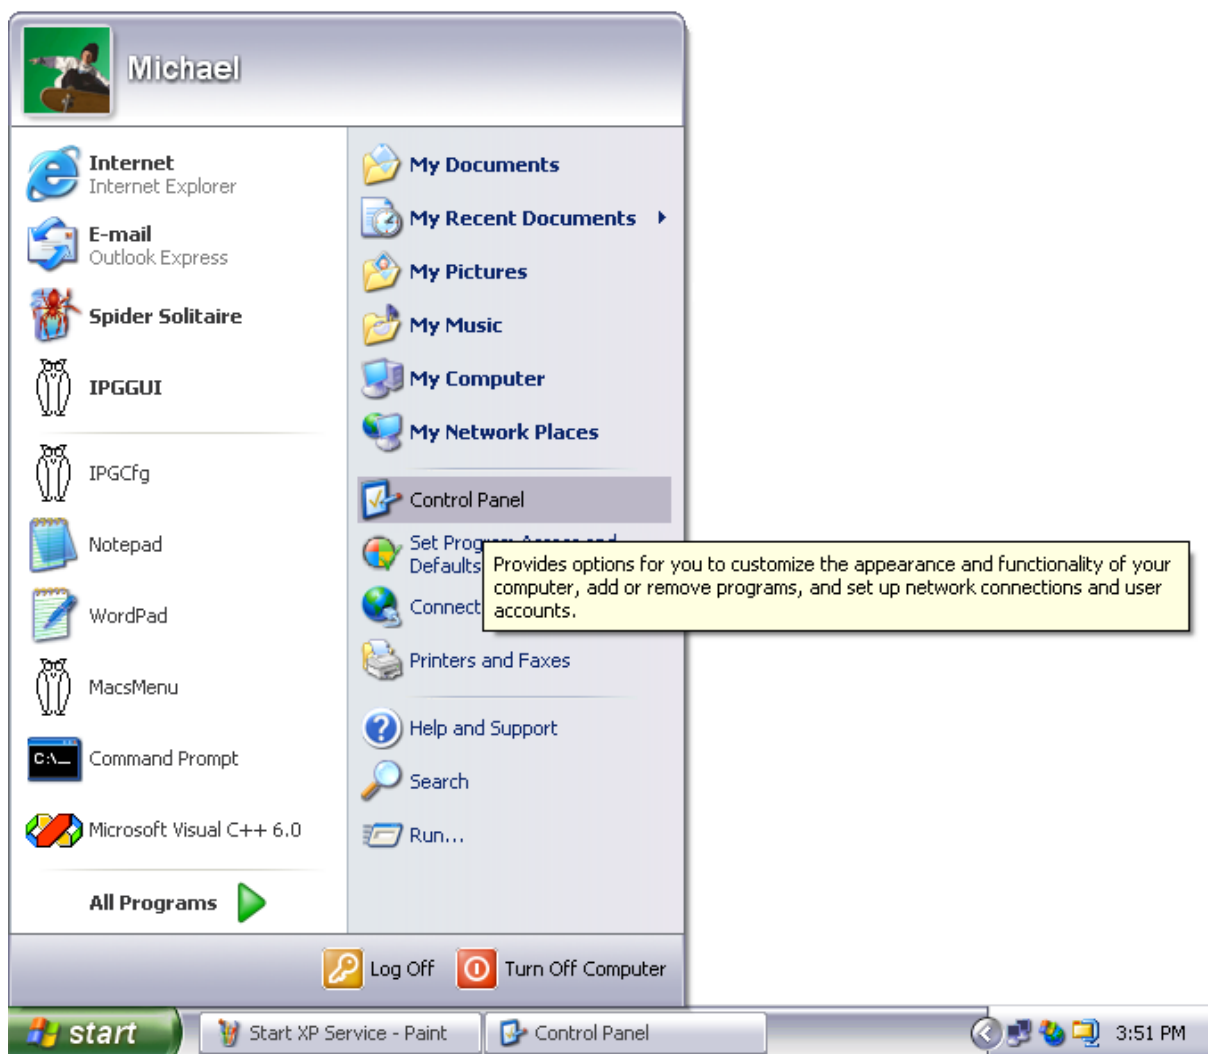 Michael
Internet
Internet Explorer
E-mail
Outlook Express
Spider Solitaire
IPGGUI
IPGCfg
Notepad
WordPad
MacsMenu
C:\_
Command Prompt
Microsoft Visual C++ 6.0
All Programs
My Documents
My Recent Documents
My Pictures
My Music
My Computer
My Network Places
Control Panel
Set Program Access and
Defaults
Connect
Provides options for you to customize the appearance and functionality of your
computer, add or remove programs, and set up network connections and user
accounts.
Printers and Faxes
Help and Support
Search
Run...
Log Off
Turn Off Computer
start
Start XP Service - Paint
Control Panel
3:51 PM